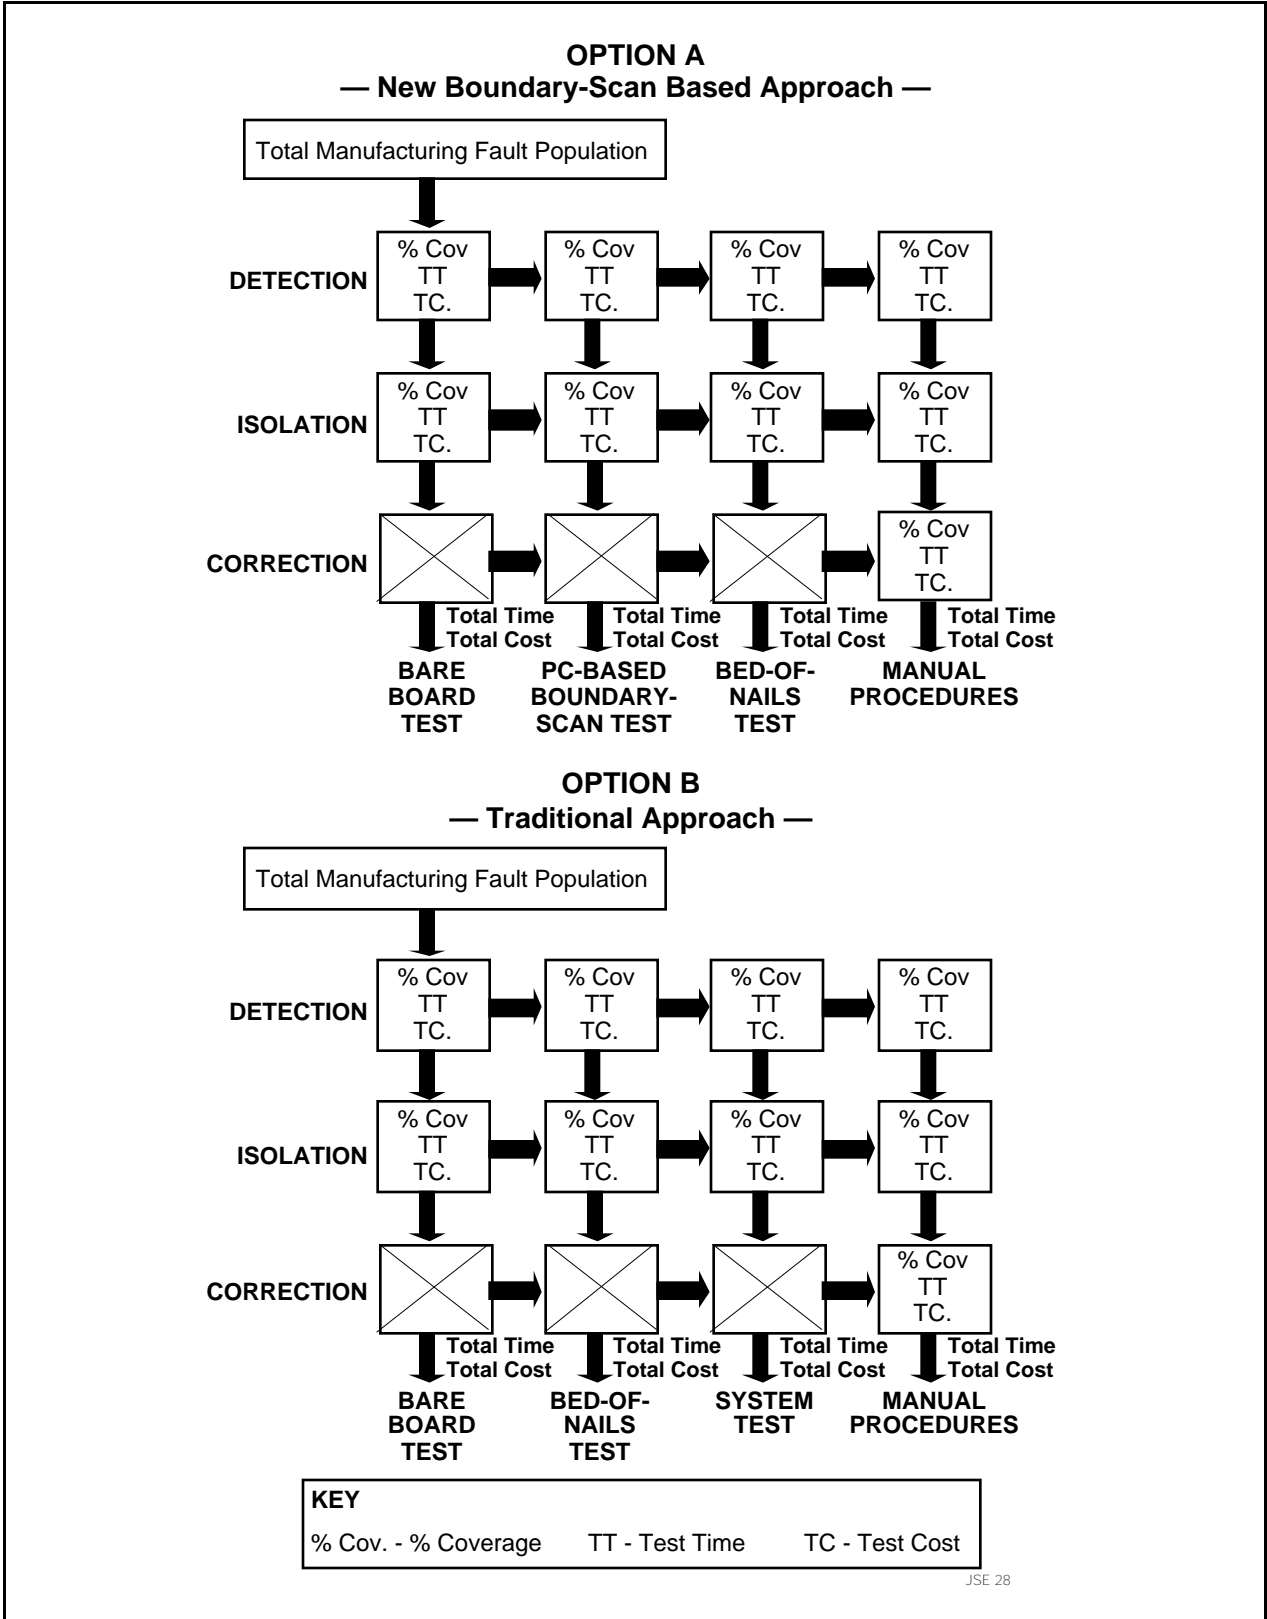 OPTION A
— New Boundary-Scan Based Approach —
Total Manufacturing Fault Population
% Cov % Cov % Cov % Cov
DETECTION TT TT TT TT
TC. TC. TC. TC.
% Cov % Cov % Cov % Cov
ISOLATION TT TT TT TT
TC. TC. TC. TC.
% Cov
CORRECTION TT
TC.
Total Time Total Time Total Time Total Time
Total Cost Total Cost Total Cost Total Cost
BARE PC-BASED BED-OF- MANUAL
BOARD BOUNDARY- NAILS PROCEDURES
TEST SCAN TEST TEST
OPTION B
— Traditional Approach —
Total Manufacturing Fault Population
% Cov % Cov % Cov % Cov
DETECTION TT TT TT TT
TC. TC. TC. TC.
% Cov % Cov % Cov % Cov
ISOLATION TT TT TT TT
TC. TC. TC. TC.
% Cov
CORRECTION TT
TC.
Total Time Total Time Total Time Total Time
Total Cost Total Cost Total Cost Total Cost
BARE BED-OF- SYSTEM MANUAL
BOARD NAILS TEST PROCEDURES
TEST TEST
KEY
% Cov. - % Coverage TT - Test Time TC - Test Cost
JSE 28